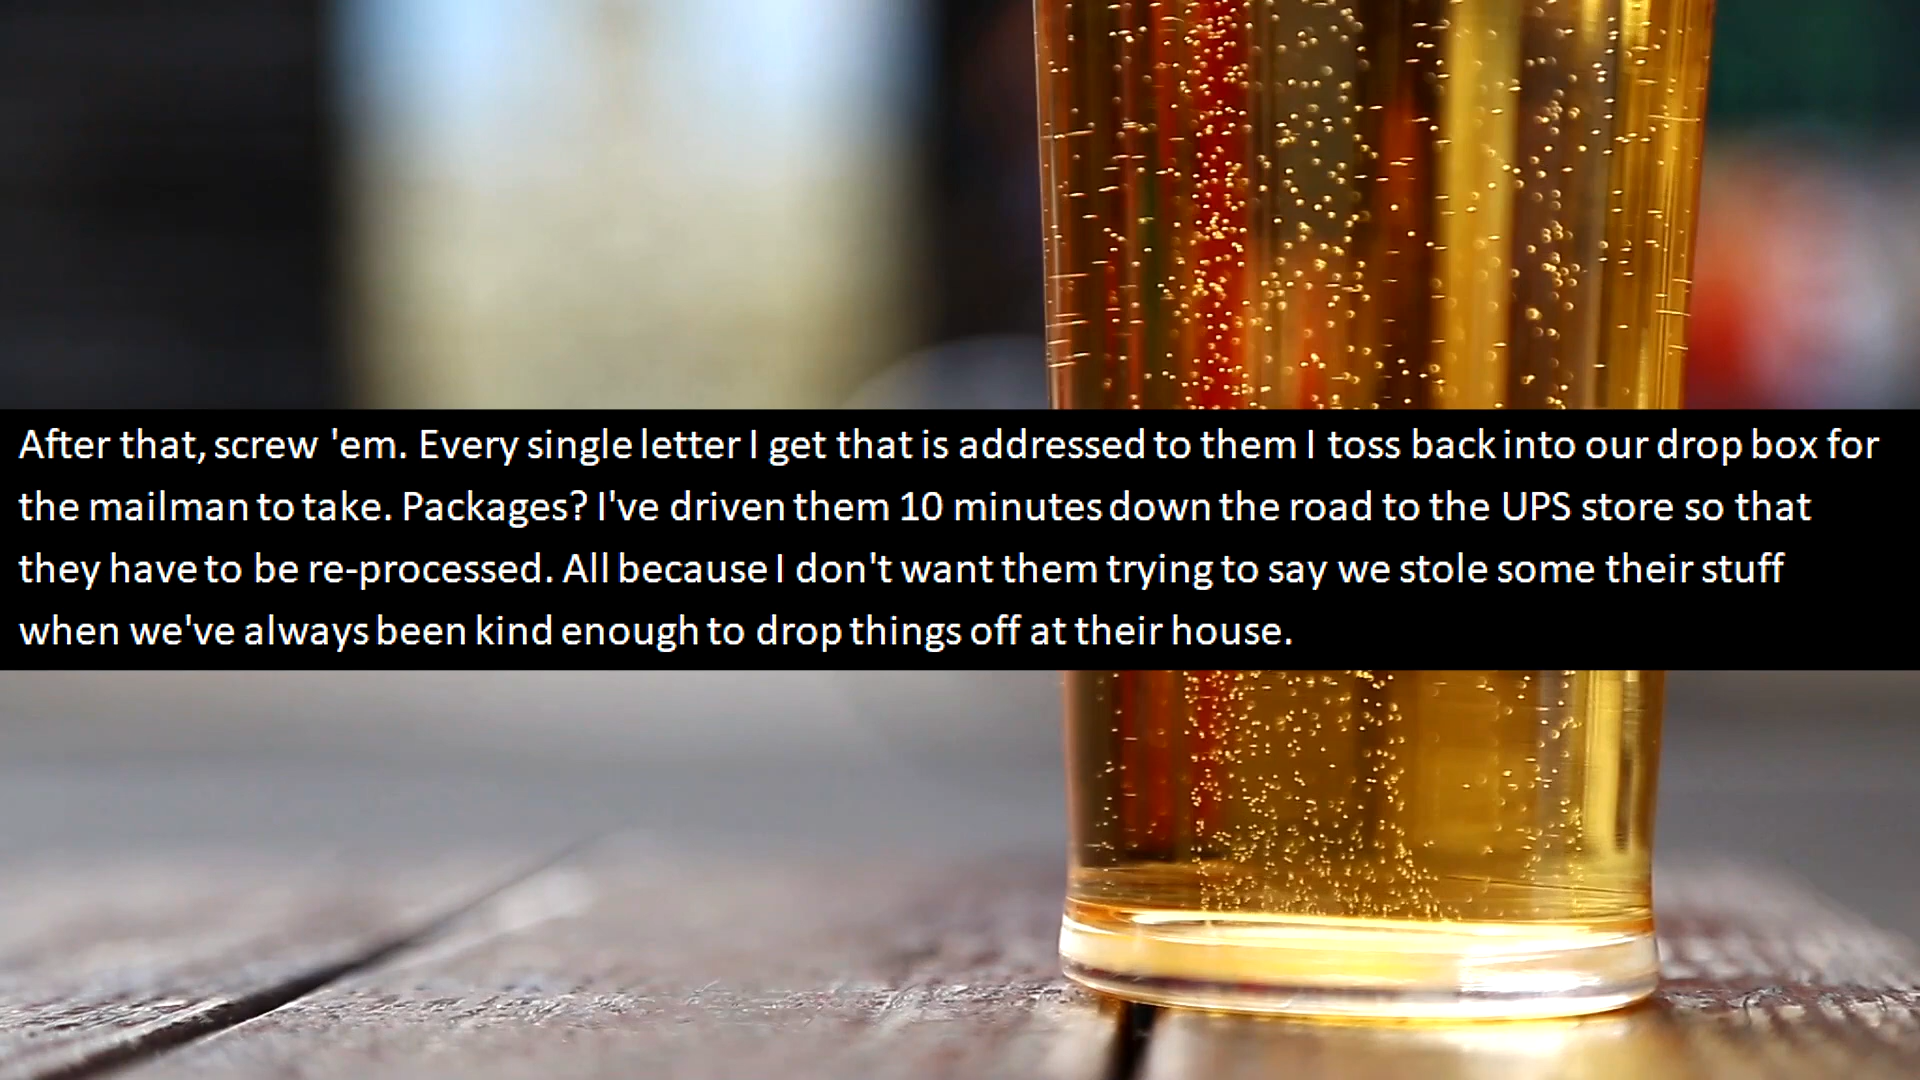 After that, screw 'em. Every single letter I get that is addressed to them I toss back into our drop box for
the mailman to take. Packages? I've driven them 10 minutes down the road to the UPS store so that
they have to be re-processed. All because I don't want them trying to say we stole some their stuff
when we've always been kind enough to drop things off at their house.